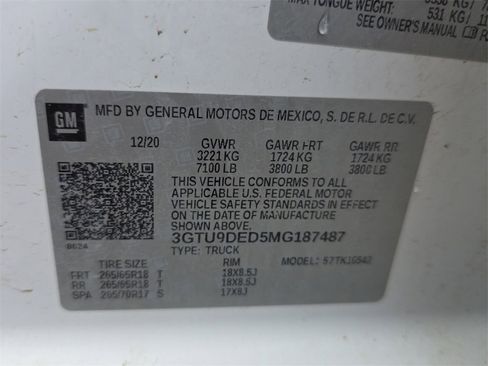 MAX TONGUE WEIGHT:
531 KG / 11
SEE OWNER'S MANUAL
GM
MFD BY GENERAL MOTORS DE MEXICO, S. DE R.L. DE C.V.
12/20 GVWR GAWR FRT GAWR RR
3221 KG 1724 KG 1724 KG
7100 LB 3800 LB 3800 LB
THIS VEHICLE CONFORMS TO ALL
APPLICABLE U.S. FEDERAL MOTOR
VEHICLE SAFETY STANDARDS IN EFFECT
ON THE DATE OF MANUFACTURE
SHOWN ABOVE.
3GTU9DED5MG187487
TYPE: TRUCK
MODEL:
TIRE SIZE RIM
FRT 265/65R18 T 18X8.5J
RR 265/65R18 T 18X8.5J
SPA 265/70R17 S 17X8J